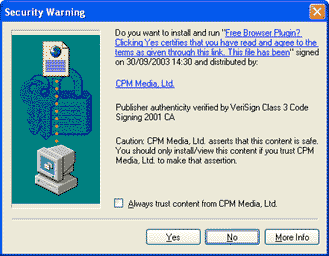 Security Warning
Do you want to install and run "Free Browser Plugin?
Clicking Yes certifies that you have read and agree to the
terms as given through this link. This file has been" signed
on 30/09/2003 14:30 and distributed by:
CPM Media, Ltd.
Publisher authenticity verified by VeriSign Class 3 Code
Signing 2001 CA
Caution: CPM Media, Ltd. asserts that this content is safe.
You should only install/view this content if you trust CPM
Media, Ltd. to make that assertion.
Always trust content from CPM Media, Ltd.
Yes No More Info